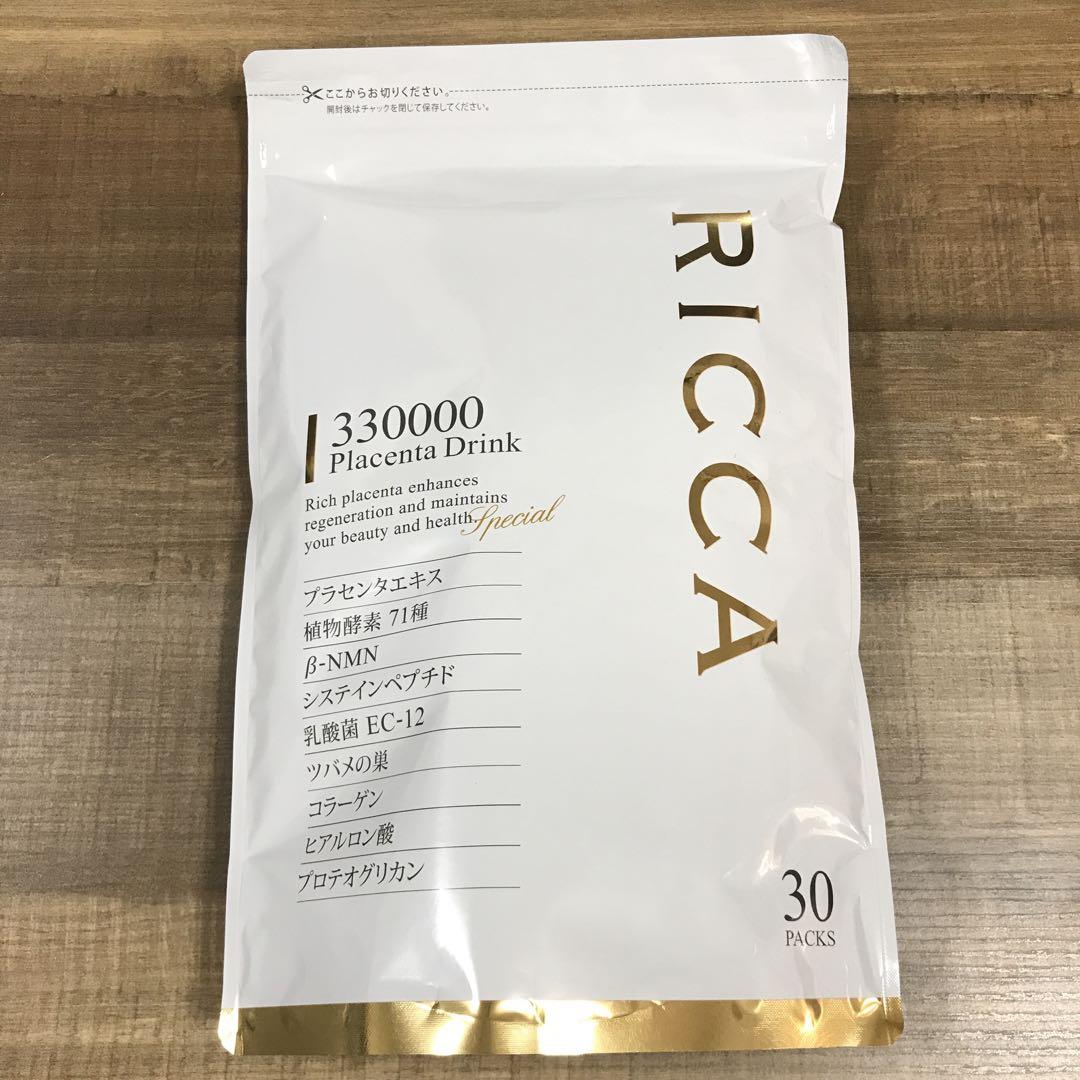 ここからお切りください。
開封後はチャックを閉じて保存してください。
RICCA
330000
Placenta Drink
Rich placenta enhances
regeneration and maintains
your beauty and health.
Special
プラセンタエキス
植物酵素 71種
β-NMN
システインペプチド
乳酸菌 EC-12
ツバメの巣
コラーゲン
ヒアルロン酸
プロテオグリカン
30
PACKS